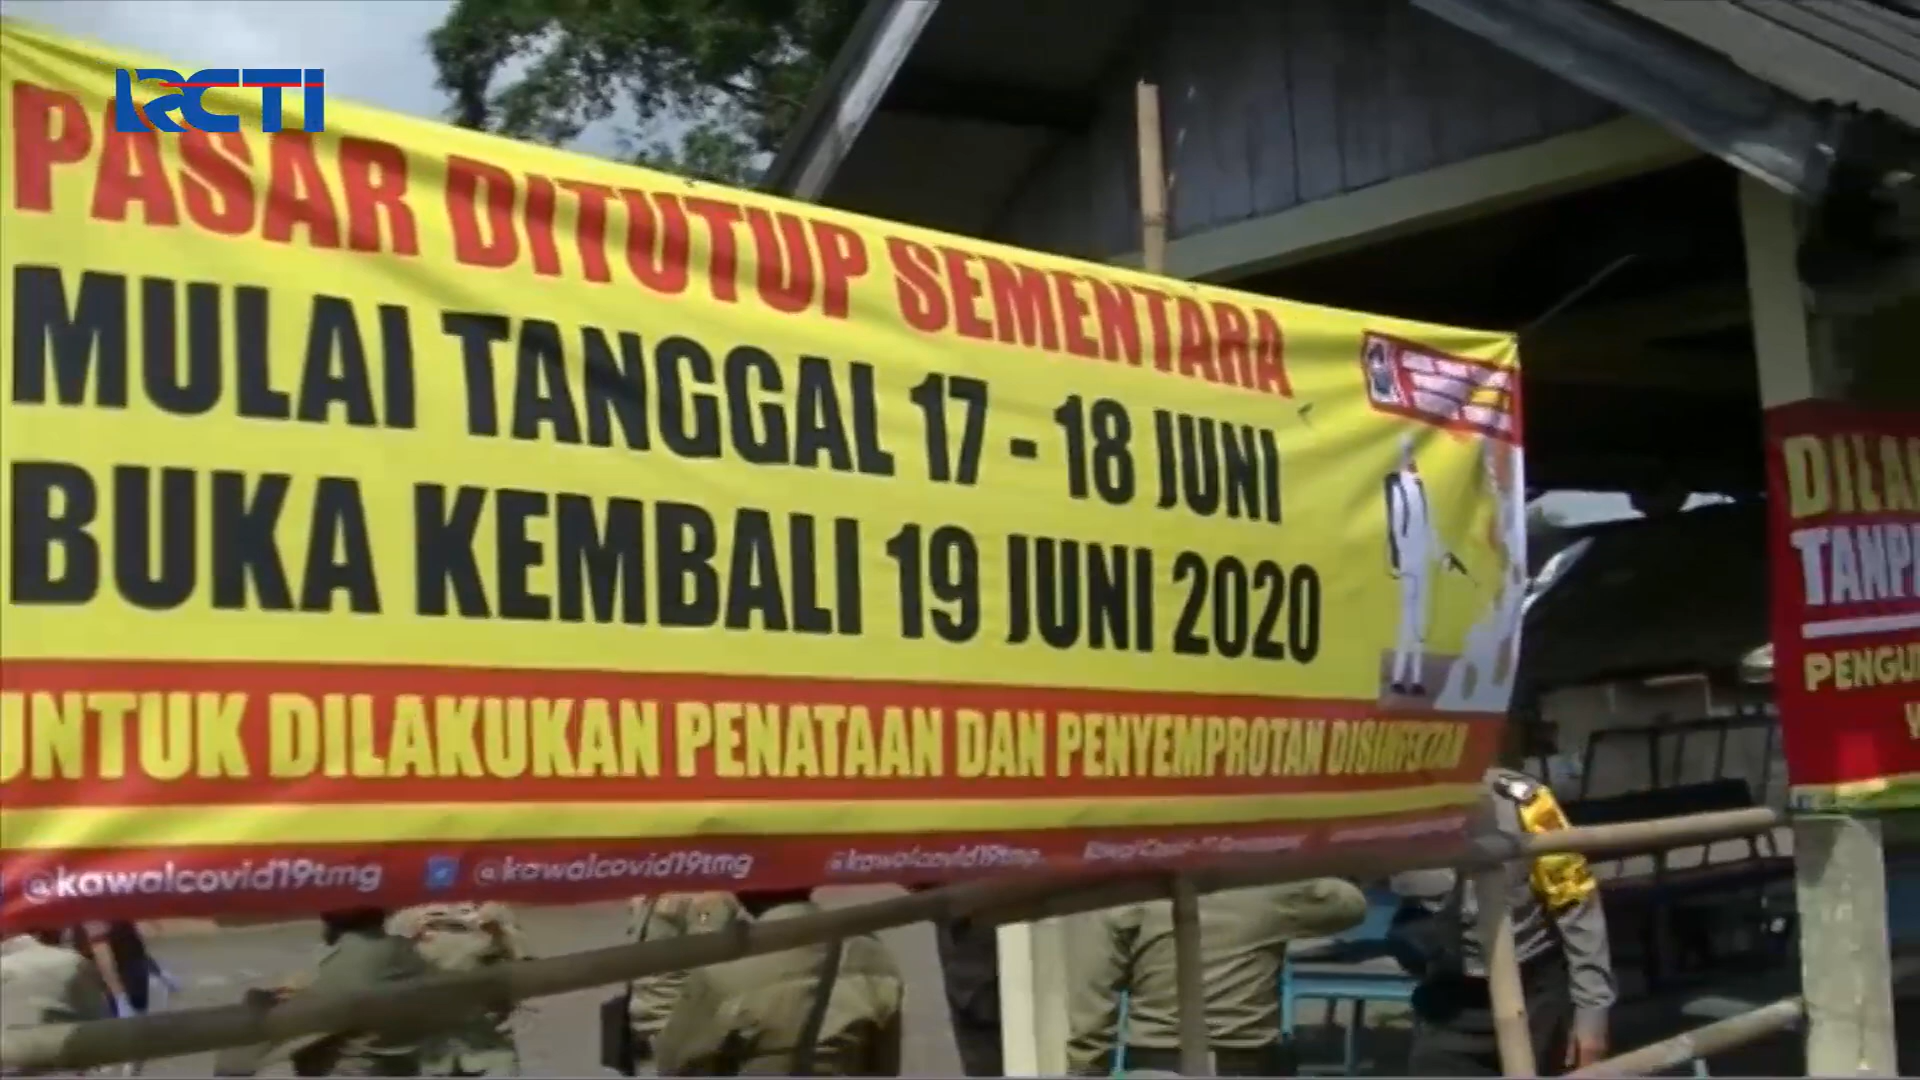 RCTI
PASAR DITUTUP SEMENTARA
MULAI TANGGAL 17 - 18 JUNI
BUKA KEMBALI 19 JUNI 2020
UNTUK DILAKUKAN PENATAAN DAN PENYEMPROTAN DISINFEKTAN
@kawalcovid19tmg @kawalcovid19tmg @kawalcovid19tmg
DILA
TANPA
PENGU